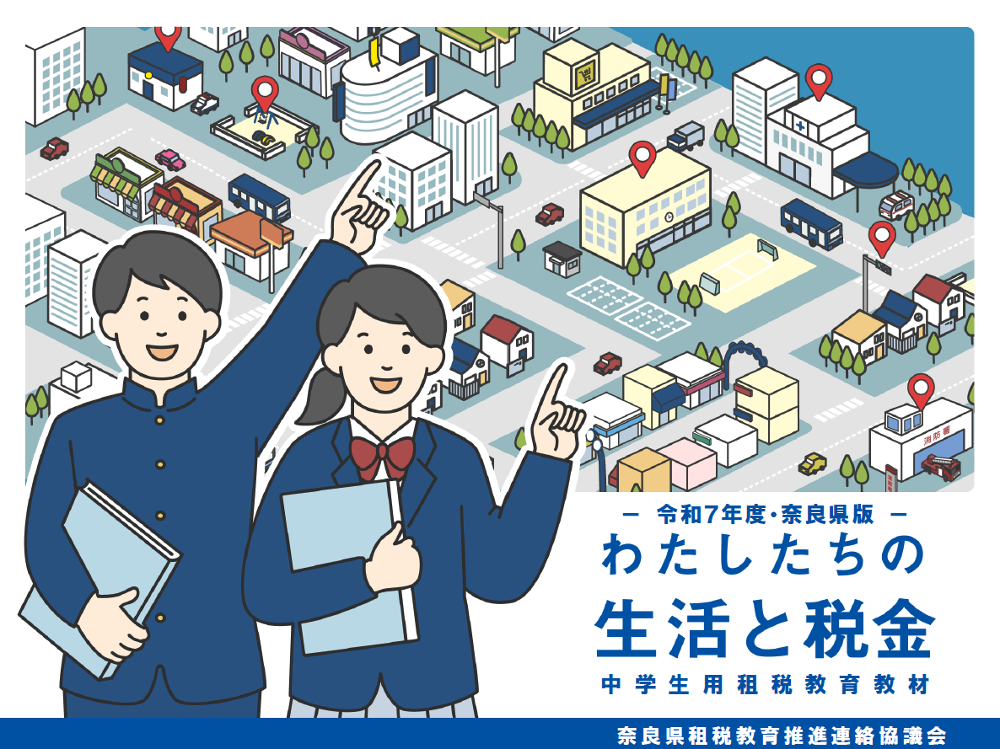 消防署
− 令和7年度・奈良県版 −
わたしたちの
生活と税金
中学生用租税教育教材
奈良県租税教育推進連絡協議会